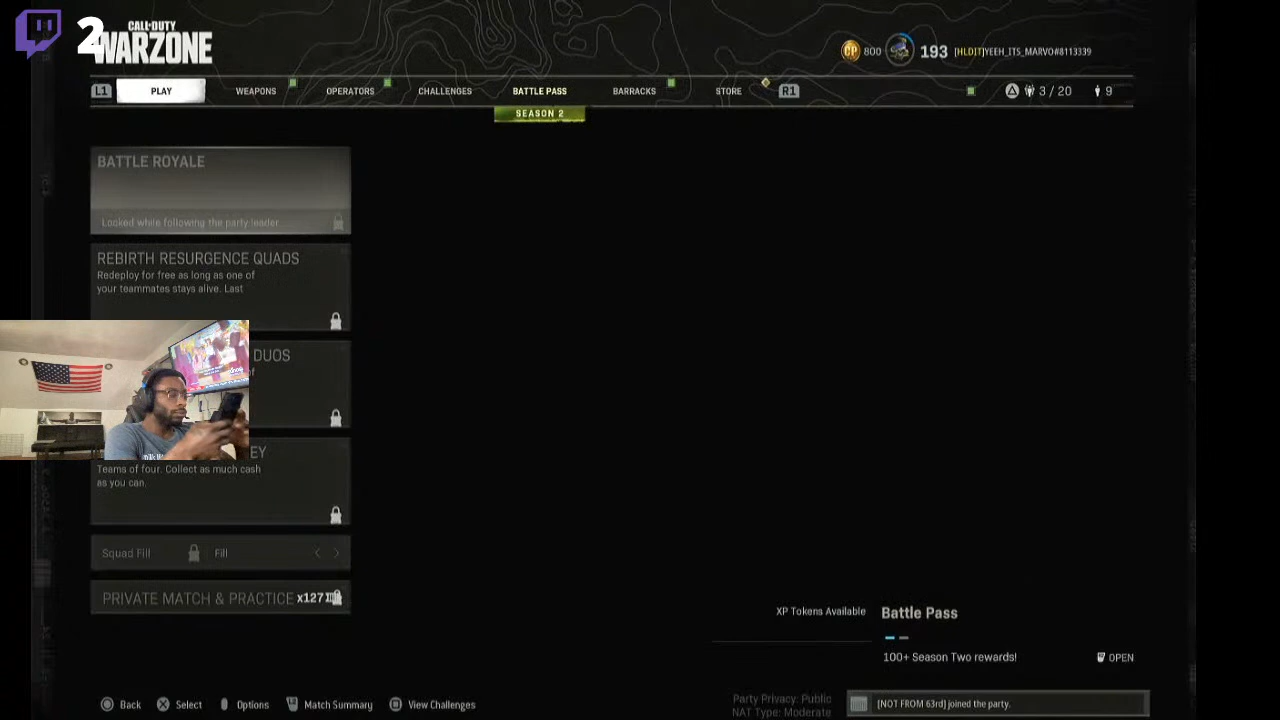 2
CALL OF DUTY
WARZONE
CP 800 193 [HLDIT]YEEH_ITS_MARVO#8113339
L1 PLAY WEAPONS OPERATORS CHALLENGES BATTLE PASS BARRACKS STORE R1 3 / 20 9
SEASON 2
BATTLE ROYALE
Locked while following the party leader
REBIRTH RESURGENCE QUADS
Redeploy for free as long as one of
your teammates stays alive. Last
DUOS
EY
Teams of four. Collect as much cash
as you can.
Squad Fill Fill
PRIVATE MATCH & PRACTICE x127
XP Tokens Available
Battle Pass
100+ Season Two rewards!
OPEN
Back Select Options Match Summary View Challenges
Party Privacy: Public
NAT Type: Moderate
[NOT FROM 63rd] joined the party.